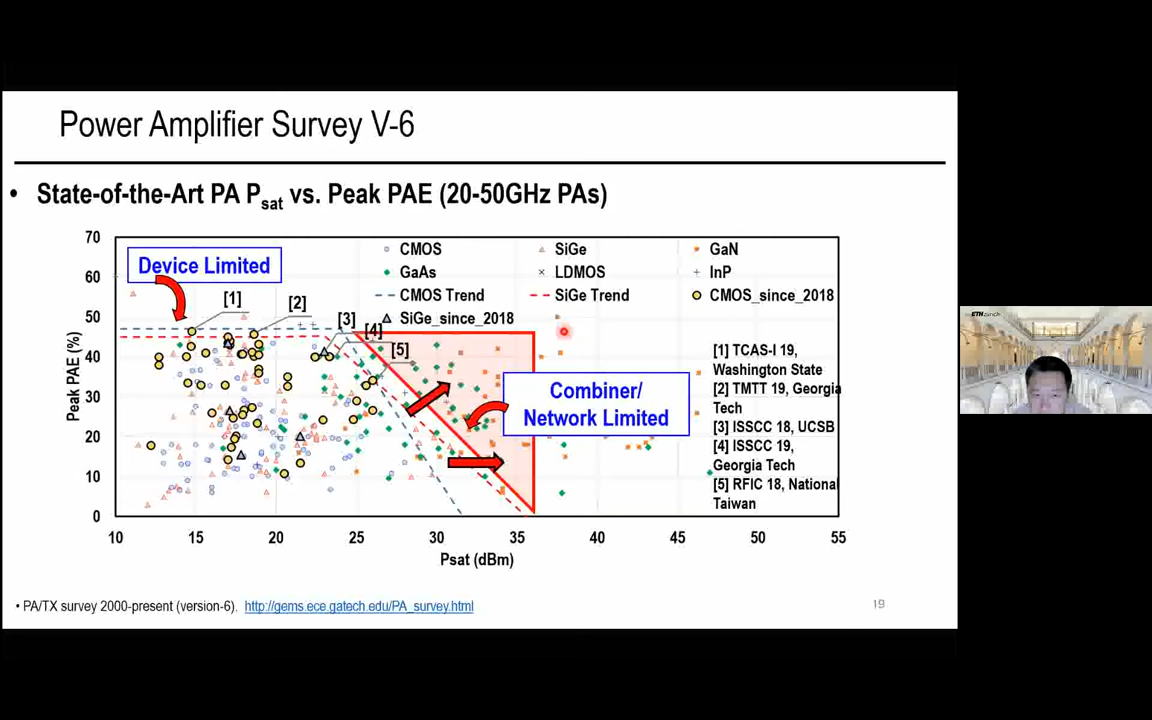 Power Amplifier Survey V-6
• State-of-the-Art PA Psat vs. Peak PAE (20-50GHz PAs)
70
60
50
40
30
20
10
0
Peak PAE (%)
10 15 20 25 30 35 40 45 50 55
Psat (dBm)
Device Limited
CMOS SiGe GaN
GaAs LDMOS InP
CMOS Trend SiGe Trend CMOS_since_2018
SiGe_since_2018
[1]
[2]
[3]
[4]
[5]
Combiner/
Network Limited
[1] TCAS-I 19,
Washington State
[2] TMTT 19, Georgia
Tech
[3] ISSCC 18, UCSB
[4] ISSCC 19,
Georgia Tech
[5] RFIC 18, National
Taiwan
• PA/TX survey 2000-present (version-6). http://gems.ece.gatech.edu/PA_survey.html
19
ETH zürich